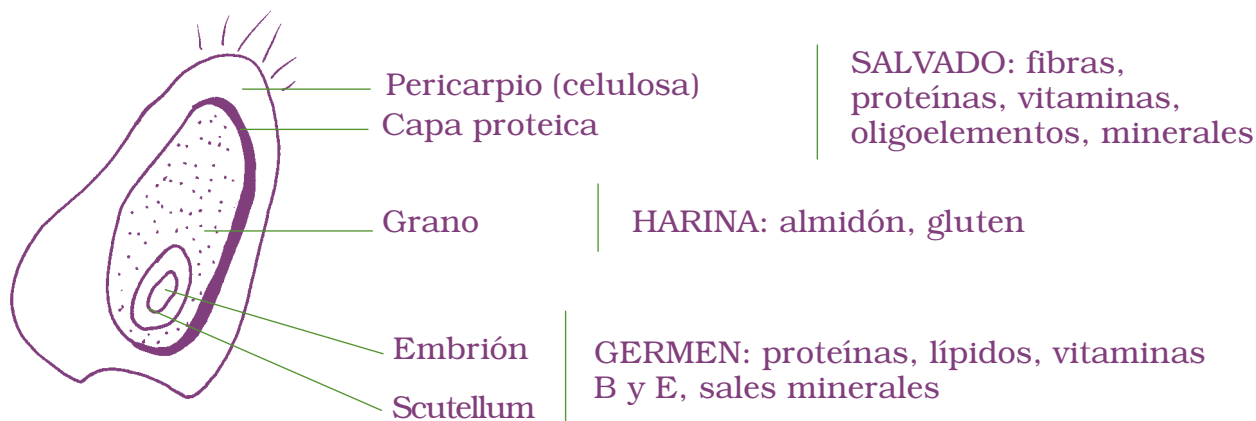 Pericarpio (celulosa)
Capa proteica
SALVADO: fibras,
proteínas, vitaminas,
oligoelementos, minerales
Grano
HARINA: almidón, gluten
Embrión
Scutellum
GERMEN: proteínas, lípidos, vitaminas
B y E, sales minerales